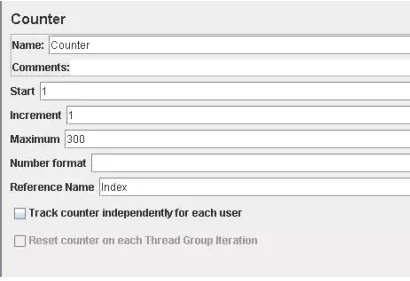 Counter
Name: Counter
Comments:
Start 1
Increment 1
Maximum 300
Number format
Reference Name Index
Track counter independently for each user
Reset counter on each Thread Group Iteration